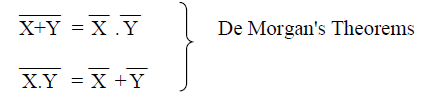 X̅+̅Y̅ = X̅ . Y̅ De Morgan's Theorems
X̅.̅Y̅ = X̅ + Y̅